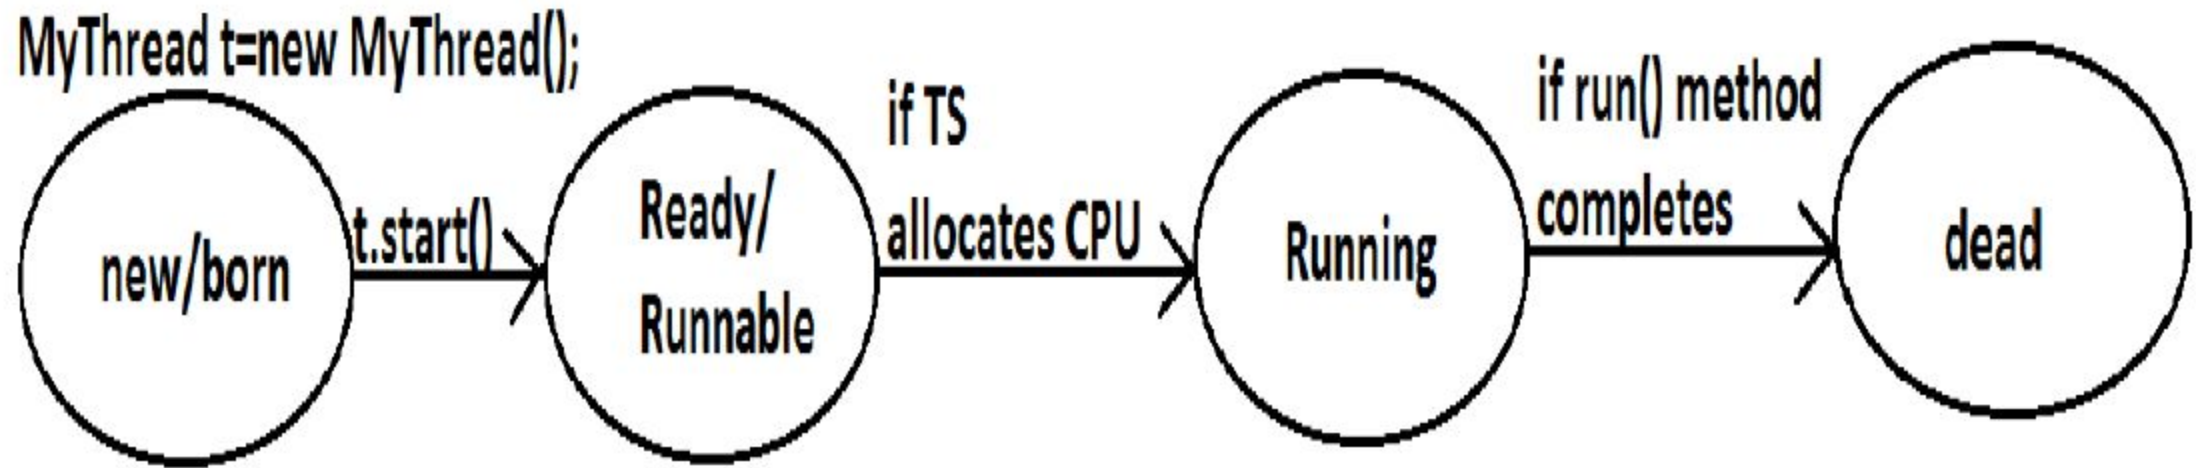 MyThread t=new MyThread();
new/born
t.start()
Ready/
Runnable
if TS
allocates CPU
Running
if run() method
completes
dead